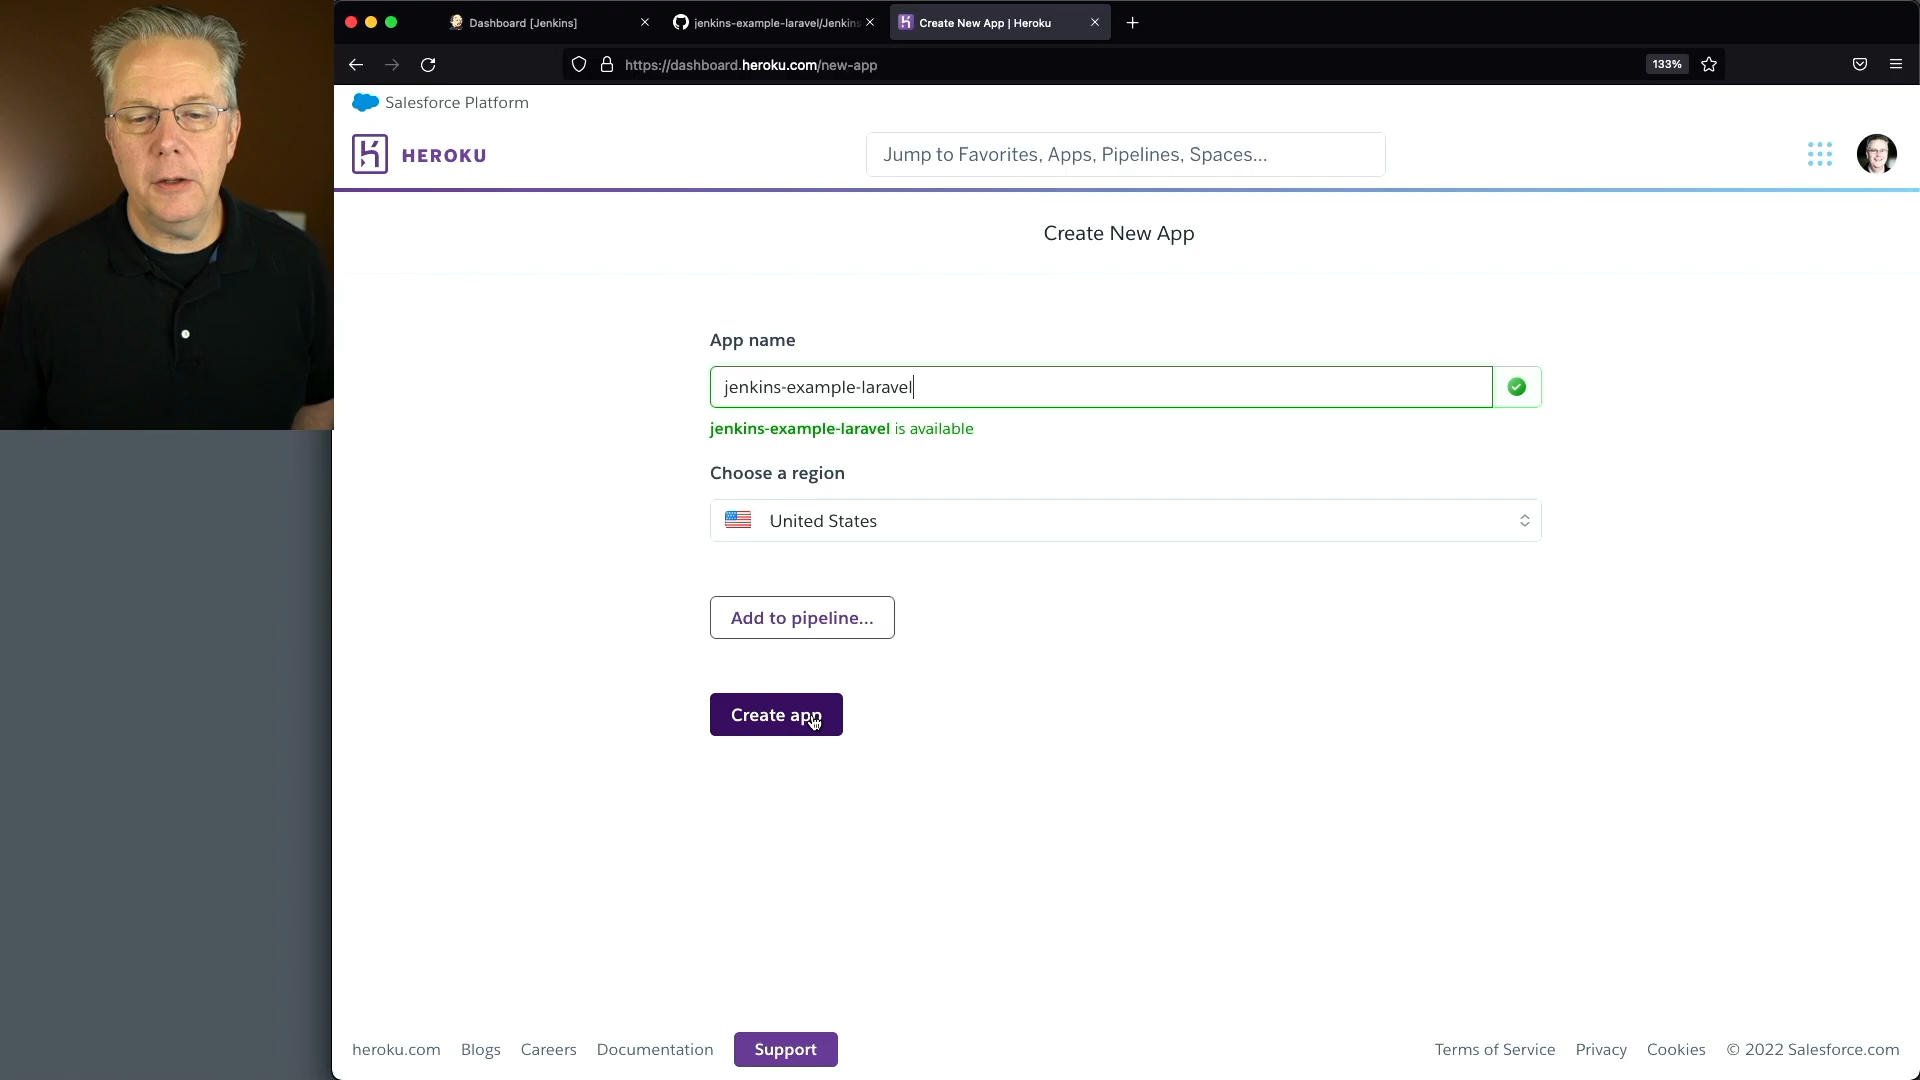 Dashboard [Jenkins]
jenkins-example-laravel/Jenkins
Create New App | Heroku
https://dashboard.heroku.com/new-app
133%
Salesforce Platform
HEROKU
Jump to Favorites, Apps, Pipelines, Spaces...
Create New App
App name
jenkins-example-laravel
jenkins-example-laravel is available
Choose a region
United States
Add to pipeline...
Create app
heroku.com Blogs Careers Documentation Support Terms of Service Privacy Cookies © 2022 Salesforce.com